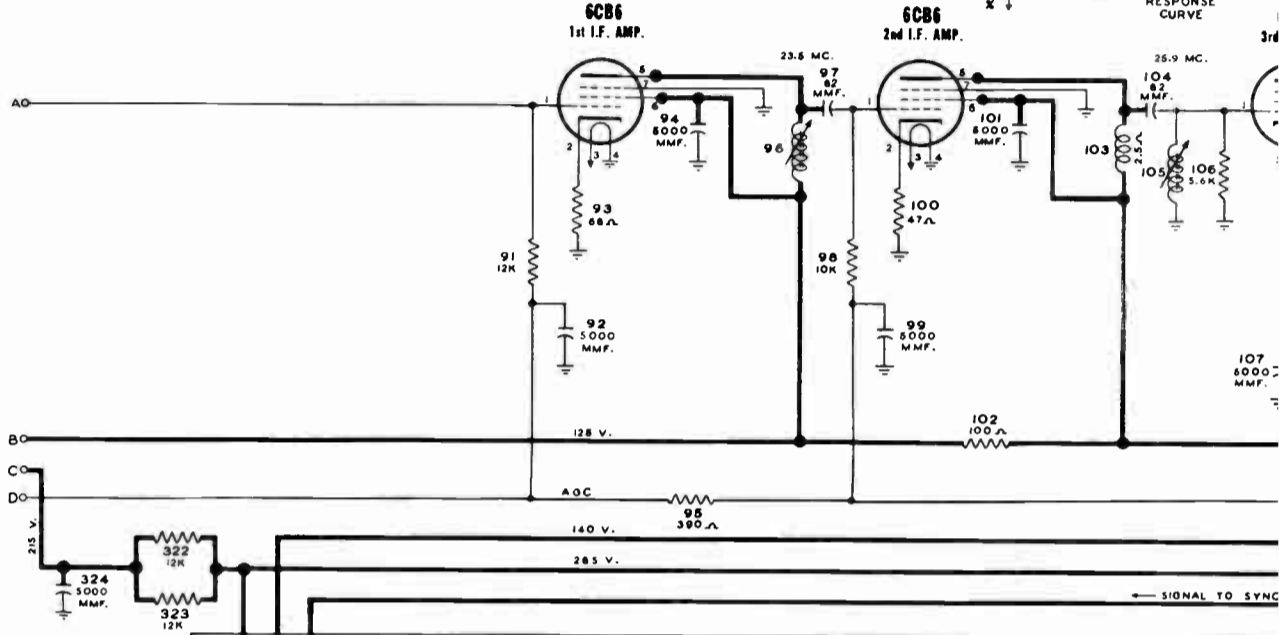 6CB6
1st I.F. AMP.
6CB6
2nd I.F. AMP.
X
RESPONSE
CURVE
3rd
23.5 MC.
25.9 MC.
97
82
MMF.
104
82
MMF.
A
1
5
7
6
2
3
4
94
5000
MMF.
96
1
5
7
6
2
3
4
101
5000
MMF.
103
2.5Ω
105
106
5.6K
1
93
68Ω
100
47Ω
91
12K
98
10K
92
5000
MMF.
99
5000
MMF.
107
5000
MMF.
B
125 V.
102
100Ω
C
D
AGC
95
390Ω
215 V.
140 V.
322
12K
265 V.
324
5000
MMF.
323
12K
← SIGNAL TO SYNC